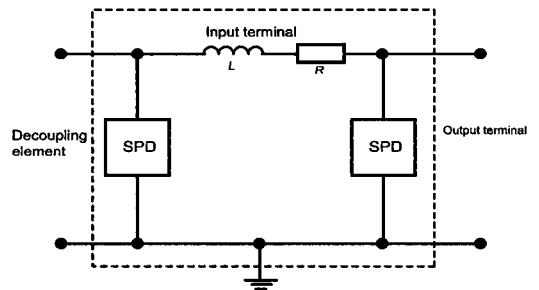 Input terminal
L
R
Decoupling
element
SPD
SPD
Output terminal